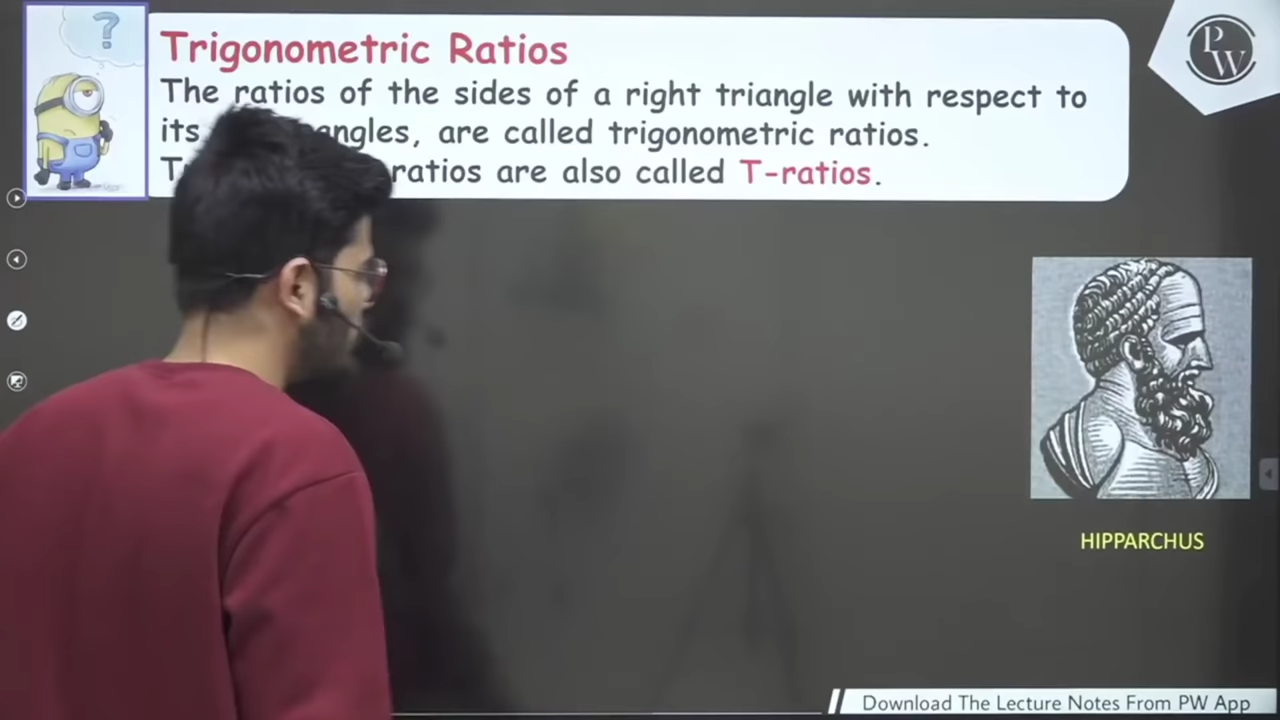 ?
Trigonometric Ratios
The ratios of the sides of a right triangle with respect to
its angles, are called trigonometric ratios.
ratios are also called T-ratios.
P
W
HIPPARCHUS
Download The Lecture Notes From PW App